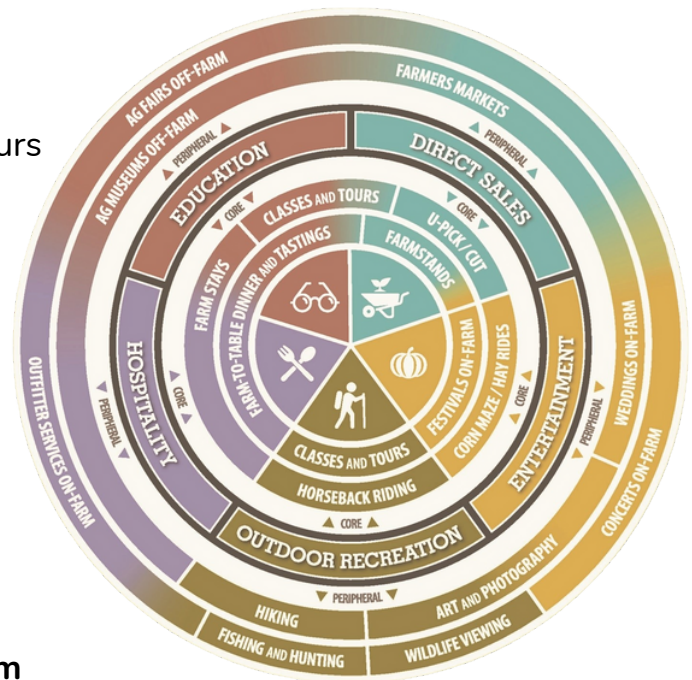 AG FAIRS OFF-FARM
AG MUSEUMS OFF-FARM
FARMERS MARKETS
urs
PERIPHERAL
PERIPHERAL
EDUCATION
DIRECT SALES
CORE
CORE
CLASSES AND TOURS
U-PICK / CUT
FARM STAYS
FARM-TO-TABLE DINNER AND TASTINGS
FARMSTANDS
FESTIVALS ON-FARM
CORN MAZE / HAY RIDES
WEDDINGS ON-FARM
CONCERTS ON-FARM
OUTFITTER SERVICES ON-FARM
PERIPHERAL
HOSPITALITY
CORE
CORE
ENTERTAINMENT
PERIPHERAL
CLASSES AND TOURS
HORSEBACK RIDING
CORE
OUTDOOR RECREATION
PERIPHERAL
HIKING
ART AND PHOTOGRAPHY
FISHING AND HUNTING
WILDLIFE VIEWING
m